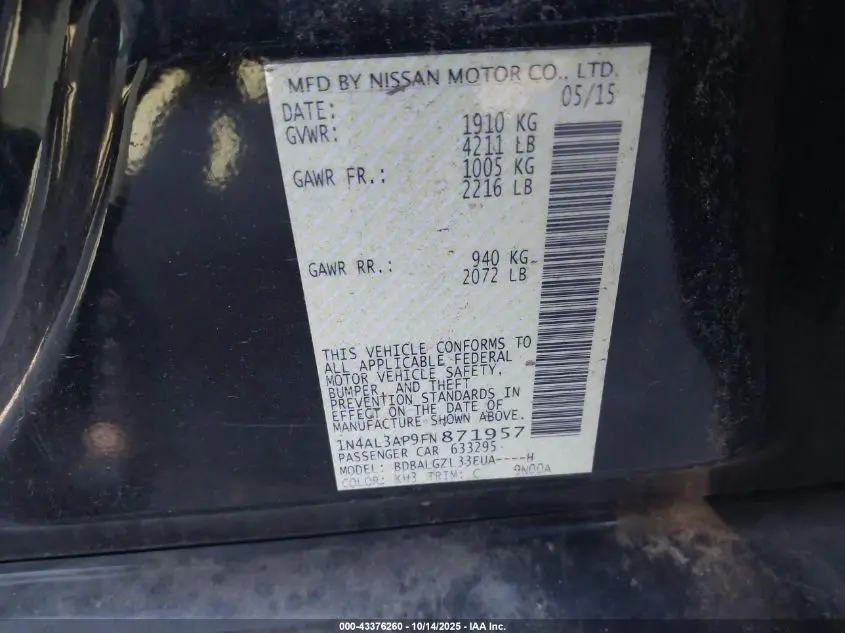 MFD BY NISSAN MOTOR CO., LTD.
DATE: 05/15
GVWR: 1910 KG
4211 LB
GAWR FR.: 1005 KG
2216 LB
GAWR RR.: 940 KG
2072 LB
THIS VEHICLE CONFORMS TO
ALL APPLICABLE FEDERAL
MOTOR VEHICLE SAFETY,
BUMPER, AND THEFT
PREVENTION STANDARDS IN
EFFECT ON THE DATE OF
MANUFACTURE SHOWN ABOVE.
1N4AL3AP9FN871957
PASSENGER CAR 633295
MODEL: BDBALGZL33EUA----H
COLOR: KH3 TRIM: C 9N00A
000-43376260 - 10/14/2025 - IAA Inc.